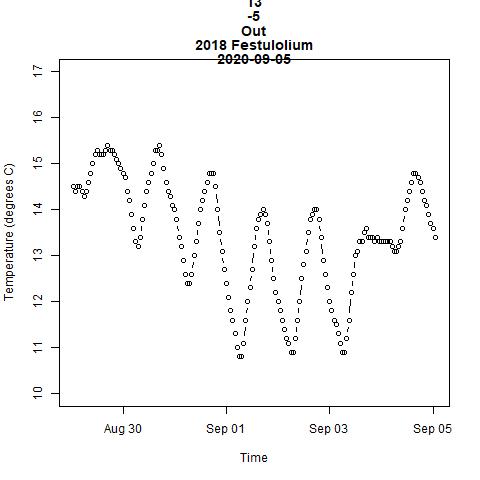 13
-5
Out
2018 Festulolium
2020-09-05
Temperature (degrees C)
17
16
15
14
13
12
11
10
Aug 30 Sep 01 Sep 03 Sep 05
Time